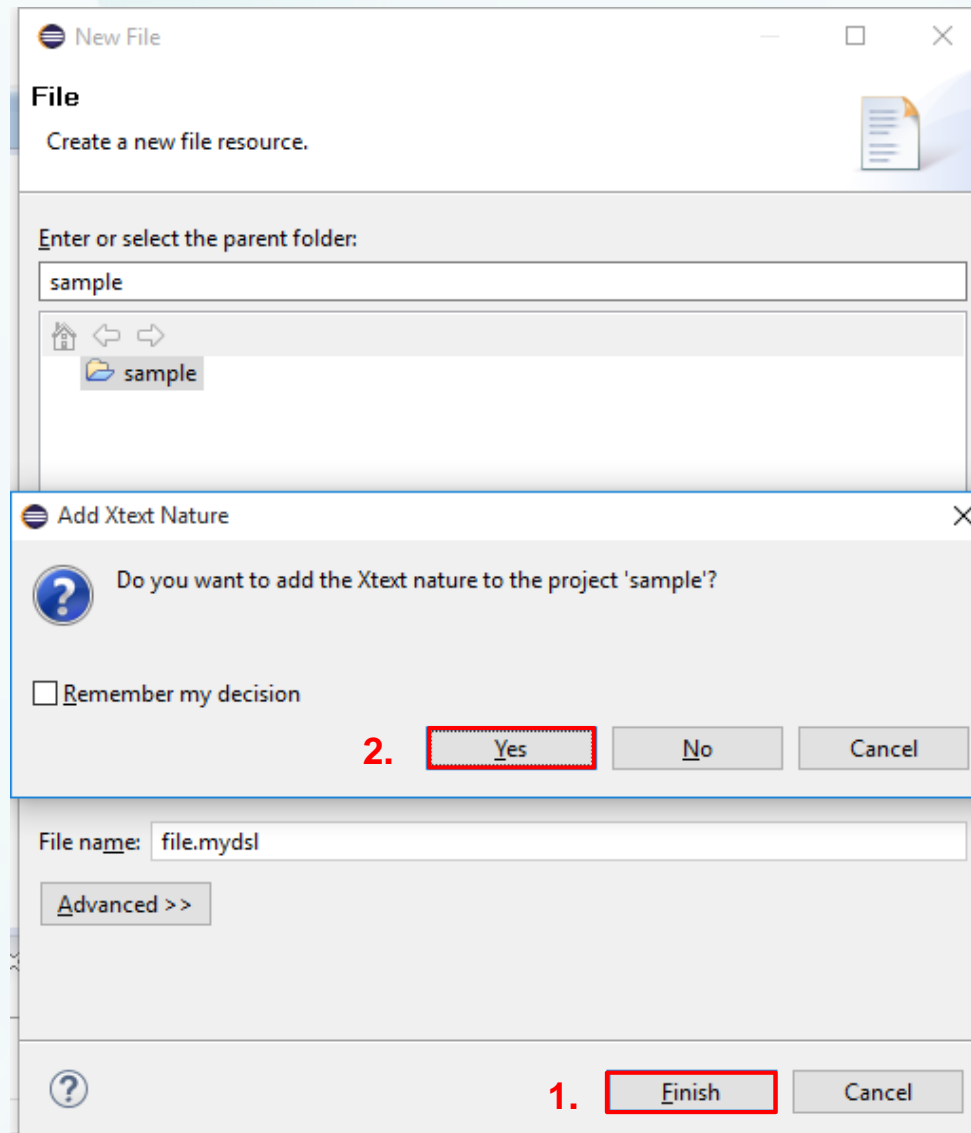 New File
File
Create a new file resource.
Enter or select the parent folder:
sample
sample
Add Xtext Nature
Do you want to add the Xtext nature to the project 'sample'?
Remember my decision
2. Yes No Cancel
File name: file.mydsl
Advanced >>
1. Finish Cancel